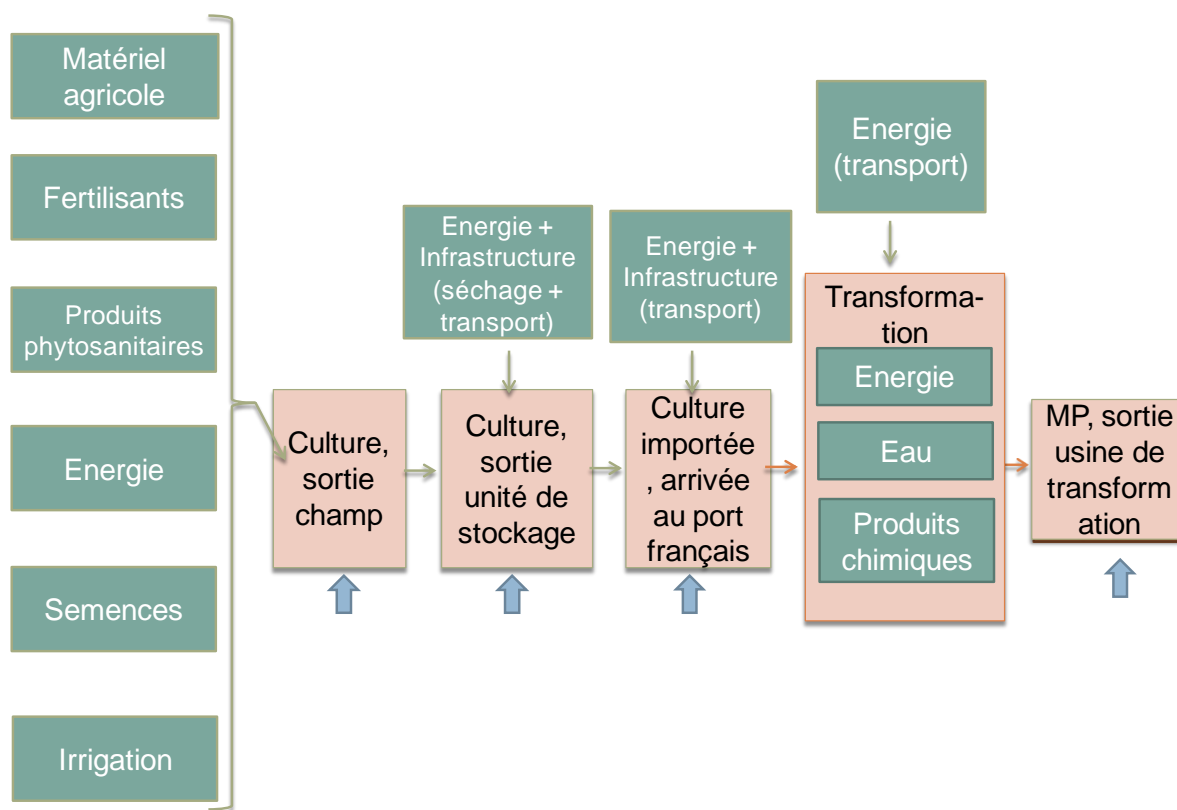 Matériel
agricole
Fertilisants
Produits
phytosanitaires
Energie
Semences
Irrigation
Culture,
sortie
champ
Energie +
Infrastructure
(séchage +
transport)
Culture,
sortie
unité de
stockage
Energie +
Infrastructure
(transport)
Culture
importée
, arrivée
au port
français
Energie
(transport)
Transforma-
tion
Energie
Eau
Produits
chimiques
MP, sortie
usine de
transform
ation